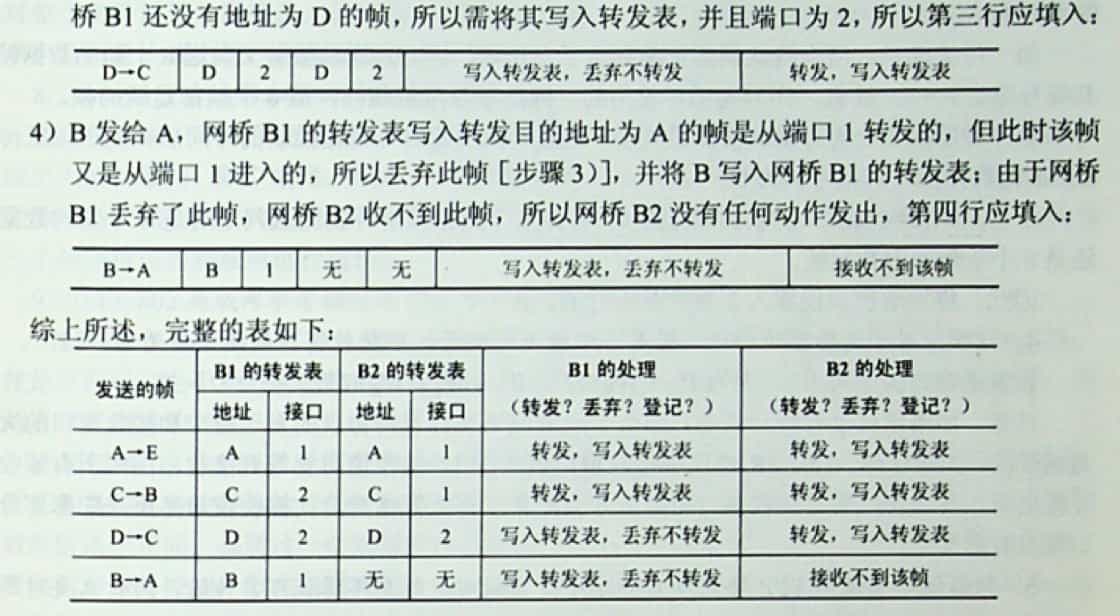 桥 B1 还没有地址为 D 的帧，所以需将其写入转发表，并且端口为 2，所以第三行应填入：
D→C D 2 D 2 写入转发表，丢弃不转发 转发，写入转发表
4）B 发给 A，网桥 B1 的转发表写入转发目的地址为 A 的帧是从端口 1 转发的，但此时该帧
又是从端口 1 进入的，所以丢弃此帧［步骤 3）］，并将 B 写入网桥 B1 的转发表；由于网桥
B1 丢弃了此帧，网桥 B2 收不到此帧，所以网桥 B2 没有任何动作发出，第四行应填入：
B→A B 1 无 无 写入转发表，丢弃不转发 接收不到该帧
综上所述，完整的表如下：
发送的帧 B1 的转发表 B2 的转发表 B1 的处理 B2 的处理
地址 接口 地址 接口 （转发？丢弃？登记？） （转发？丢弃？登记？）
A→E A 1 A 1 转发，写入转发表 转发，写入转发表
C→B C 2 C 1 转发，写入转发表 转发，写入转发表
D→C D 2 D 2 写入转发表，丢弃不转发 转发，写入转发表
B→A B 1 无 无 写入转发表，丢弃不转发 接收不到该帧